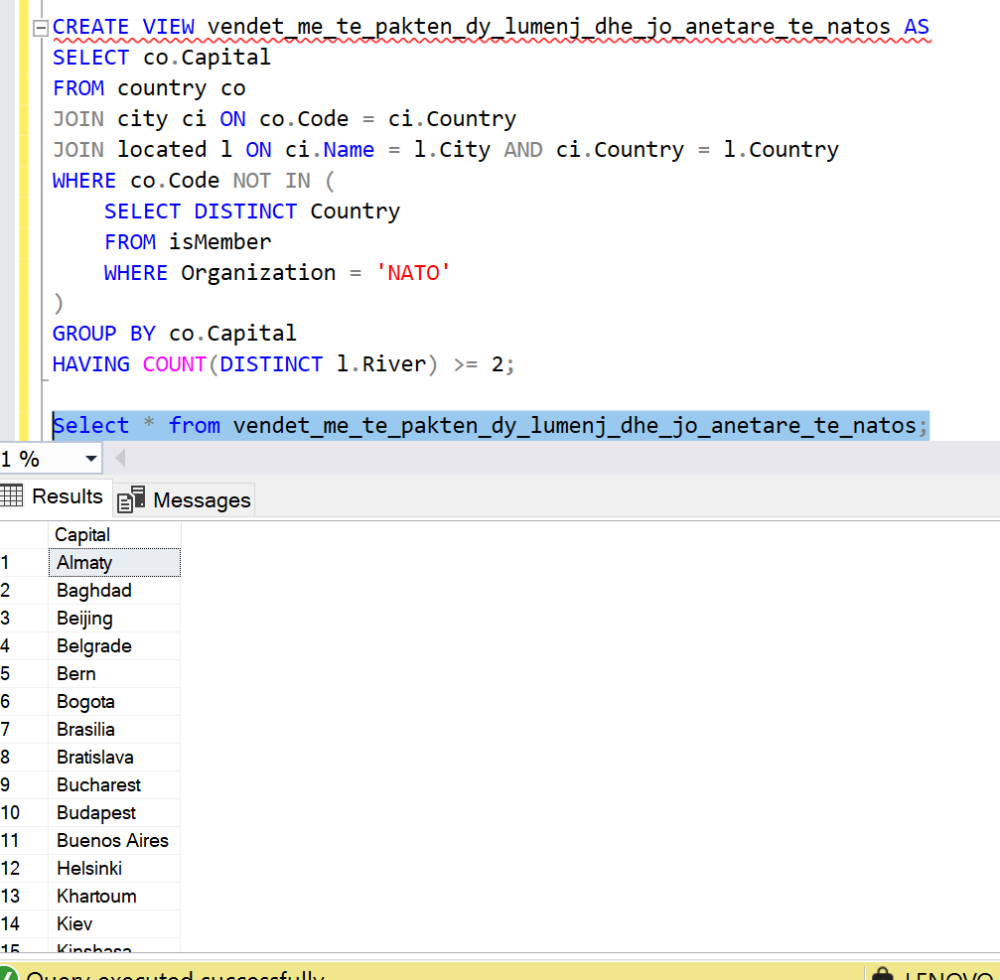 CREATE VIEW vendet_me_te_pakten_dy_lumenj_dhe_jo_anetare_te_natos AS
SELECT co.Capital
FROM country co
JOIN city ci ON co.Code = ci.Country
JOIN located l ON ci.Name = l.City AND ci.Country = l.Country
WHERE co.Code NOT IN (
    SELECT DISTINCT Country
    FROM isMember
    WHERE Organization = 'NATO'
)
GROUP BY co.Capital
HAVING COUNT(DISTINCT l.River) >= 2;
Select * from vendet_me_te_pakten_dy_lumenj_dhe_jo_anetare_te_natos;
1 %
Results Messages
Capital
1 Almaty
2 Baghdad
3 Beijing
4 Belgrade
5 Bern
6 Bogota
7 Brasilia
8 Bratislava
9 Bucharest
10 Budapest
11 Buenos Aires
12 Helsinki
13 Khartoum
14 Kiev
15 Kinshasa
Query executed successfully LENOVO